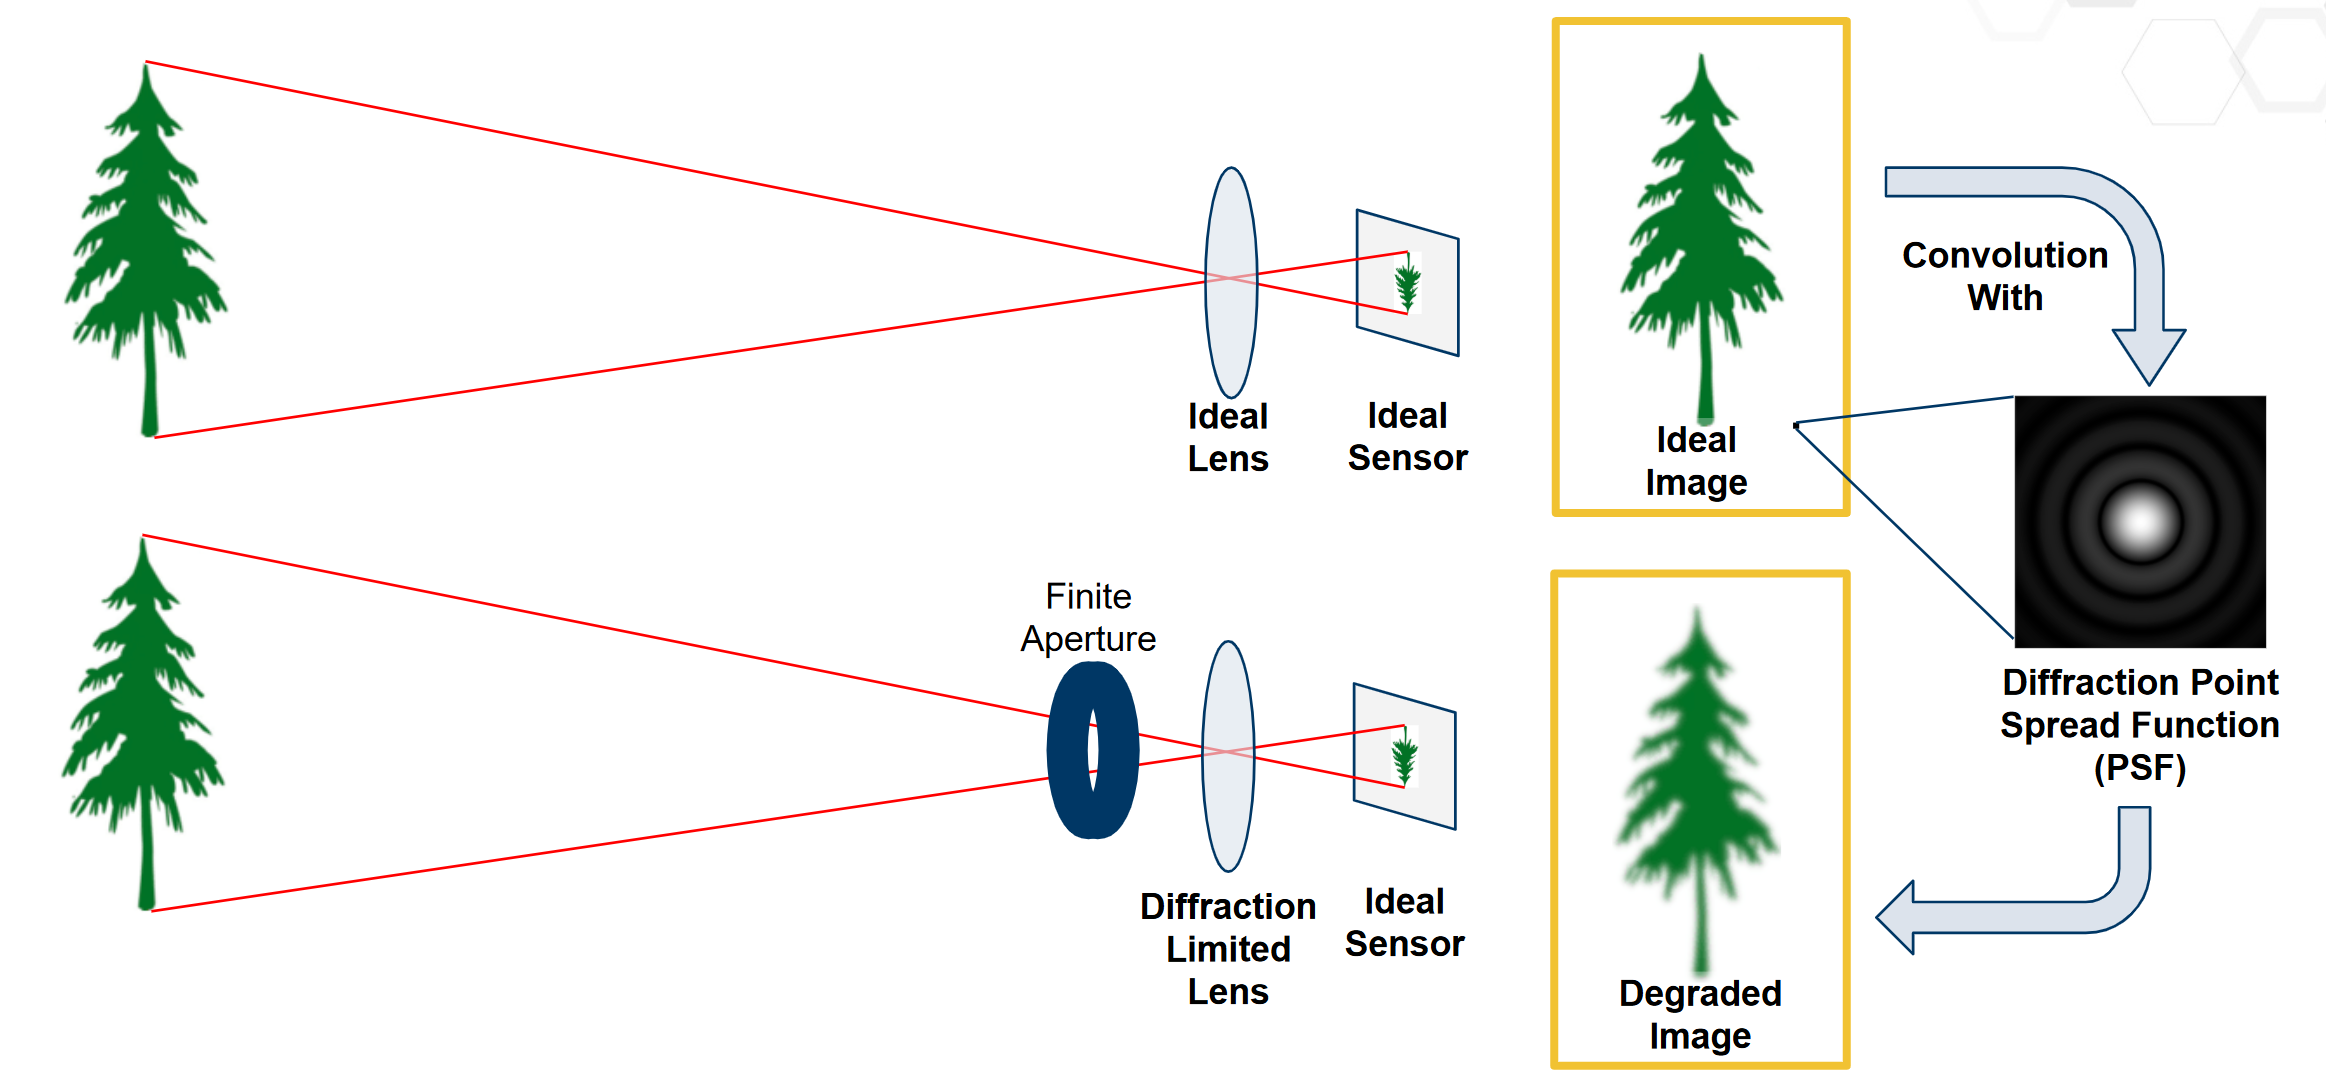 Ideal
Lens
Ideal
Sensor
Ideal
Image
Convolution
With
Diffraction Point
Spread Function
(PSF)
Finite
Aperture
Diffraction
Limited
Lens
Ideal
Sensor
Degraded
Image